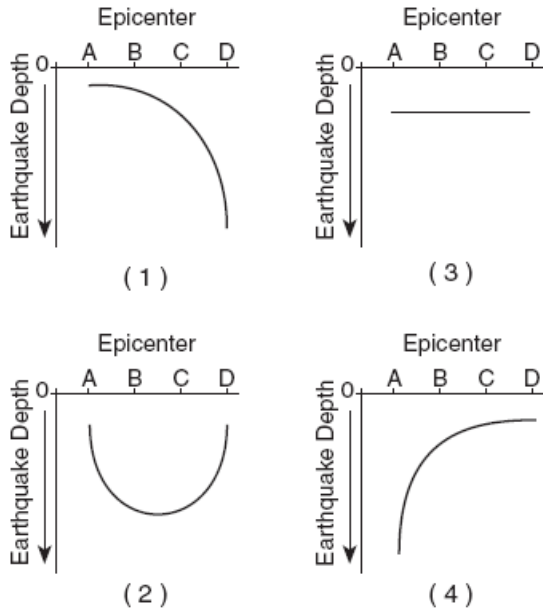 Epicenter
A B C D
0
Earthquake Depth
( 1 )
Epicenter
A B C D
0
Earthquake Depth
( 3 )
Epicenter
A B C D
0
Earthquake Depth
( 2 )
Epicenter
A B C D
0
Earthquake Depth
( 4 )